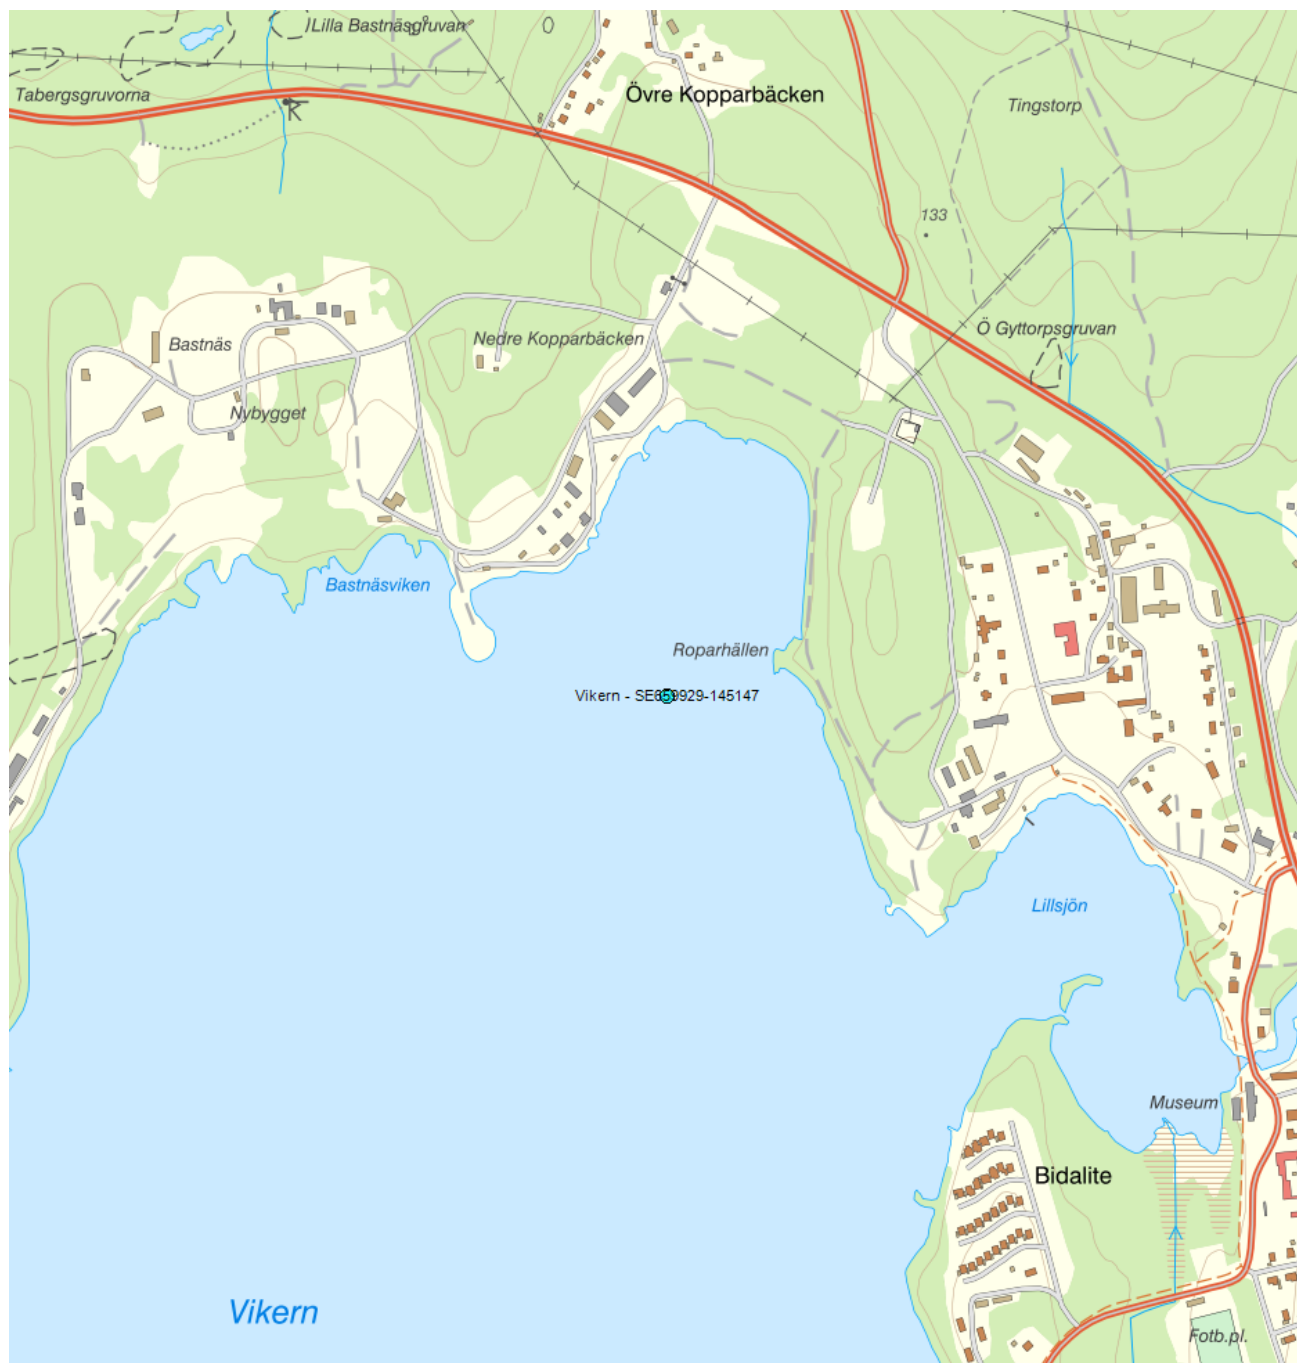 Lilla Bastnäsgruvan
Tabergsgruvorna
Övre Kopparbäcken
Tingstorp
133
Ö Gyttorpsgruvan
Bastnäs
Nedre Kopparbäcken
Nybygget
Bastnäsviken
Roparhällen
Vikern - SE659929-145147
Lillsjön
Museum
Bidalite
Vikern
Fotb.pl.